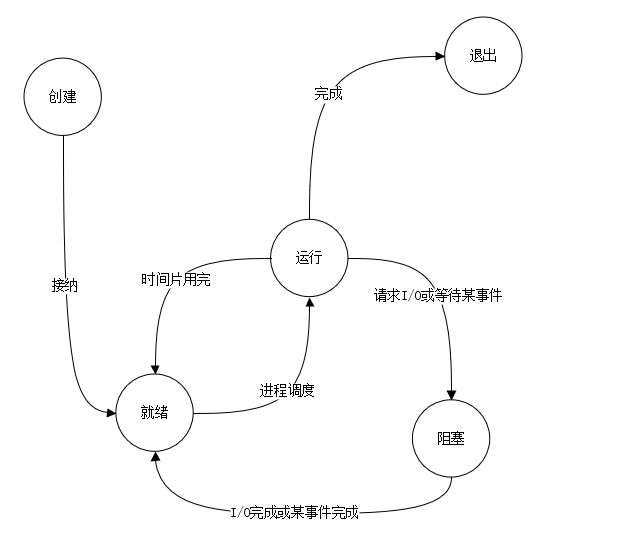 退出
创建
完成
运行
时间片用完
接纳
请求I/O或等待某事件
进程调度
就绪
阻塞
I/O完成或某事件完成